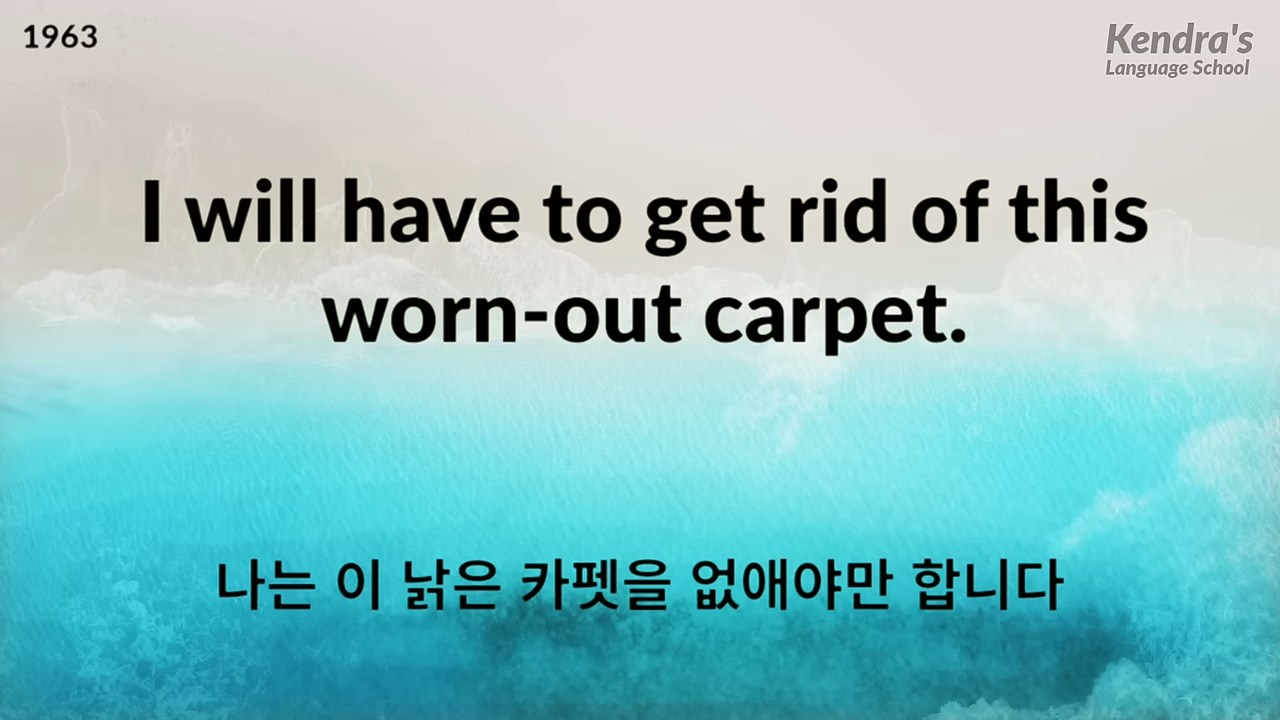 1963
Kendra's
Language School
I will have to get rid of this
worn-out carpet.
나는 이 낡은 카펫을 없애야만 합니다